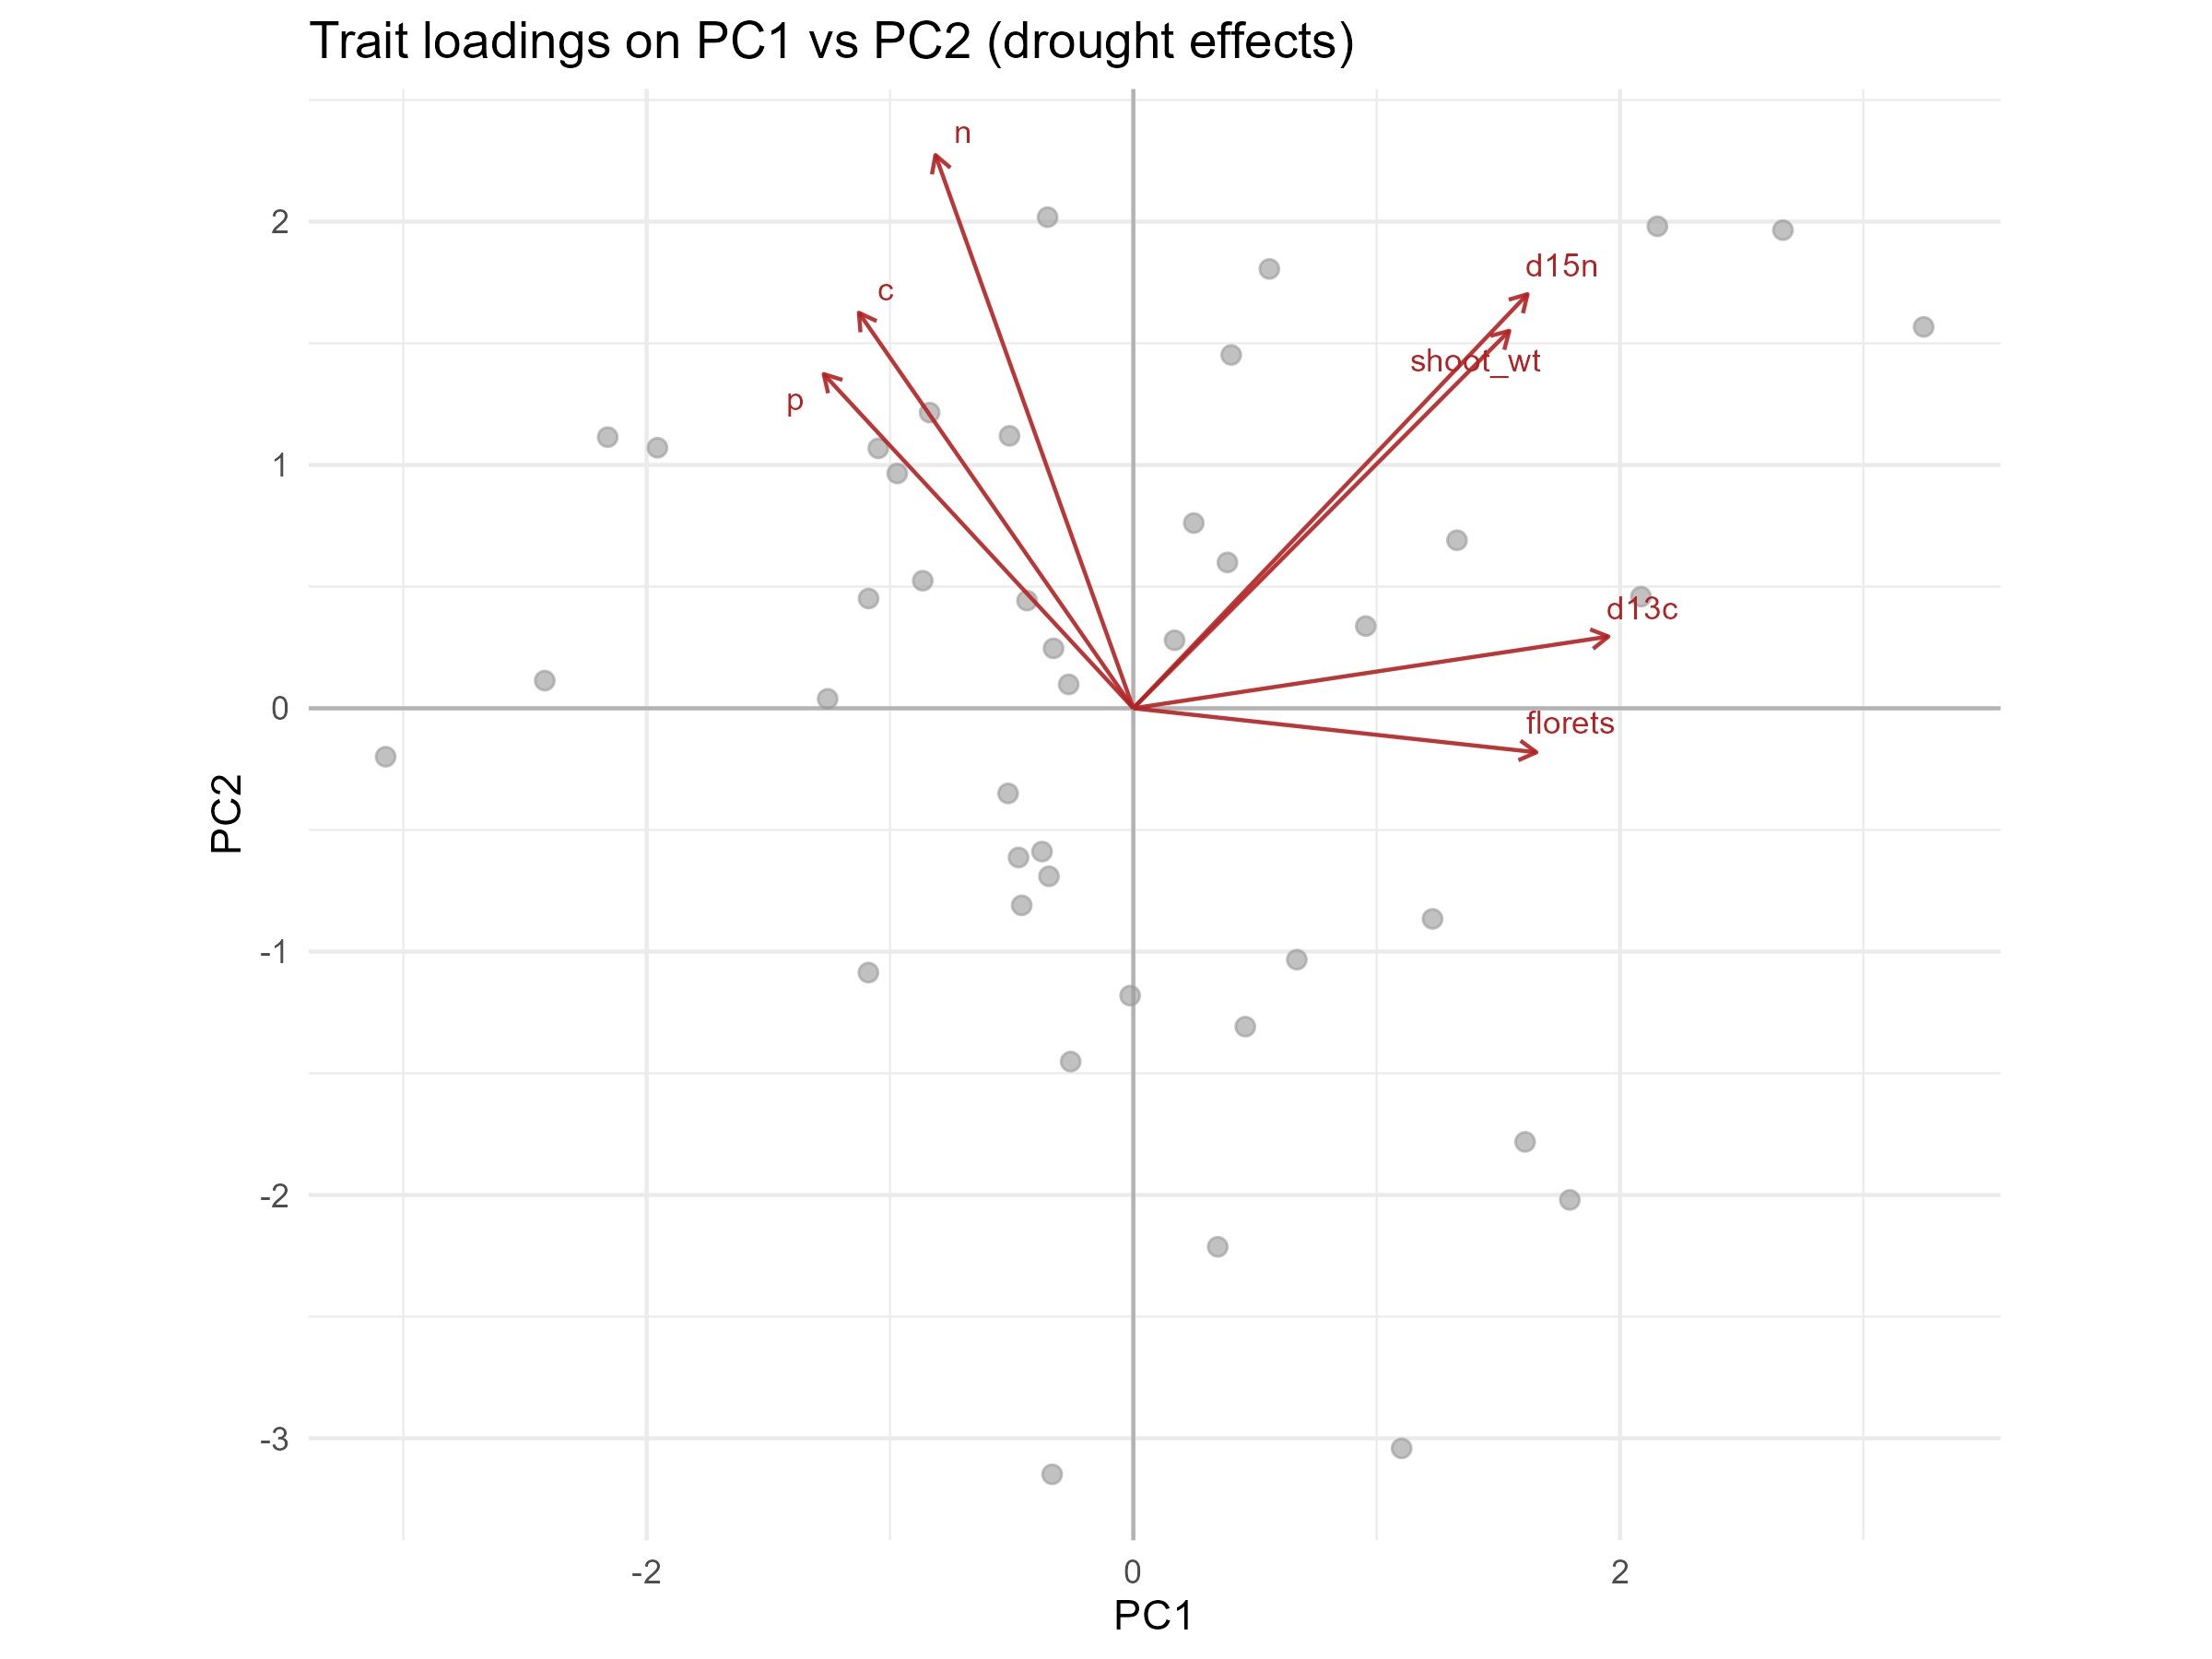 Trait loadings on PC1 vs PC2 (drought effects)
n
d15n
c
shoot_wt
p
d13c
florets
2
1
0
-1
-2
-3
PC2
-2
0
2
PC1